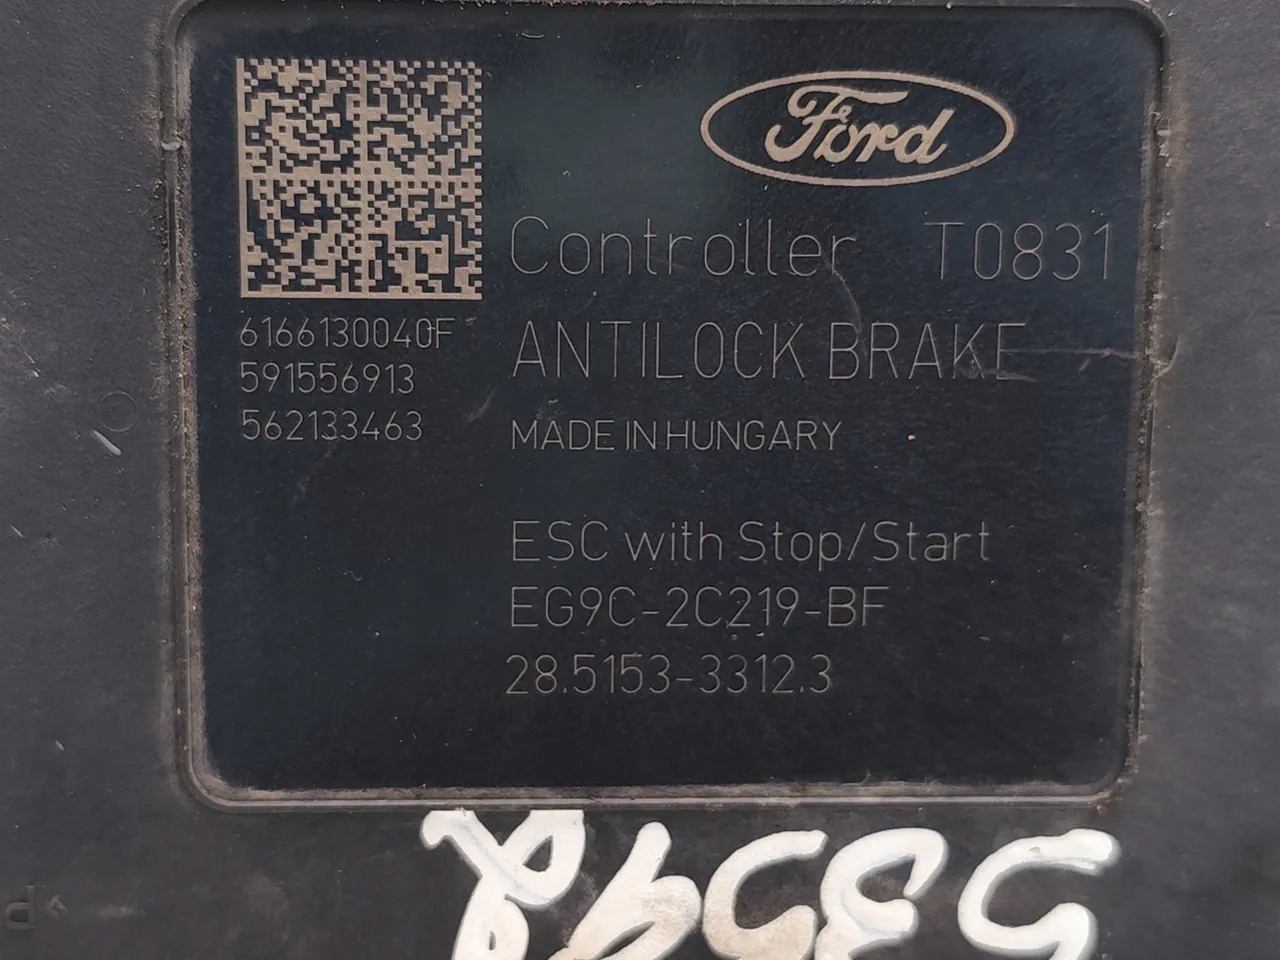 Ford
Controller T0831
6166130040F
ANTILOCK BRAKE
591556913
562133463
MADE IN HUNGARY
ESC with Stop/Start
EG9C-2C219-BF
28.5153-3312.3